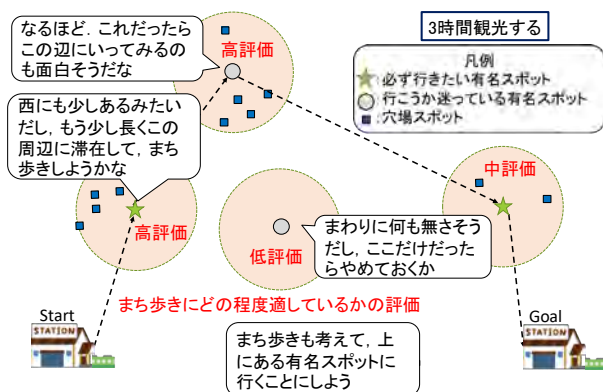 3時間観光する
なるほど．これだったら
この辺にいってみるの
も面白そうだな
高評価
凡例
: 必ず行きたい有名スポット
: 行こうか迷っている有名スポット
: 穴場スポット
西にも少しあるみたい
だし，もう少し長くこの
周辺に滞在して，まち
歩きしようかな
中評価
高評価
まわりに何も無さそう
だし，ここだけだった
らやめておくか
低評価
まち歩きにどの程度適しているかの評価
Start
STATION
Goal
STATION
まち歩きも考えて，上
にある有名スポットに
行くことにしよう